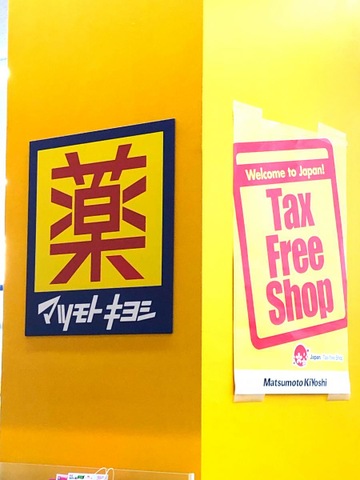 薬
マツモトキヨシ
Welcome to Japan!
Tax
Free
Shop
Japan. Tax-free Shop
Matsumoto KiYoshi